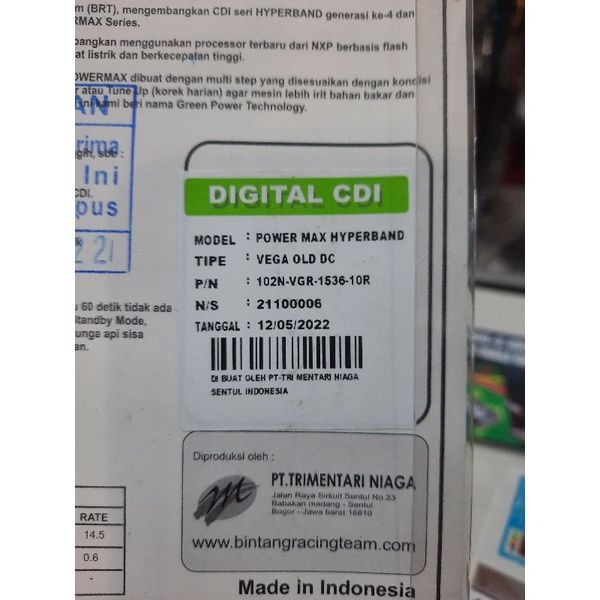 m (BRT), mengembangkan CDI seri HYPERBAND generasi ke-4 dan
RMAX Series.
bangkan menggunakan processor terbaru dari NXP berbasis flash
at listrik dan berkecepatan tinggi.
OWERMAX dibuat dengan multi step yang disesuaikan dengan kondisi
r atau Tune Up (korek harian) agar mesin lebih irit bahan bakar dan
ini kami beri nama Green Power Technology.
AN
rima
Ini
CDI.
pus
2 21
u 60 detik tidak ada
Standby Mode,
unga api sisa
an.
DIGITAL CDI
MODEL : POWER MAX HYPERBAND
TIPE : VEGA OLD DC
P/N : 102N-VGR-1536-10R
N/S : 21100006
TANGGAL : 12/05/2022
DI BUAT OLEH PT-TRI MENTARI NIAGA
SENTUL INDONESIA
Diproduksi oleh :
PT.TRIMENTARI NIAGA
Jalan Raya Sirkuit Sentul No.23
Babakan madang - Sentul
Bogor - Jawa barat 16810
www.bintangracingteam.com
RATE
14.5
0.6
-
Made in Indonesia